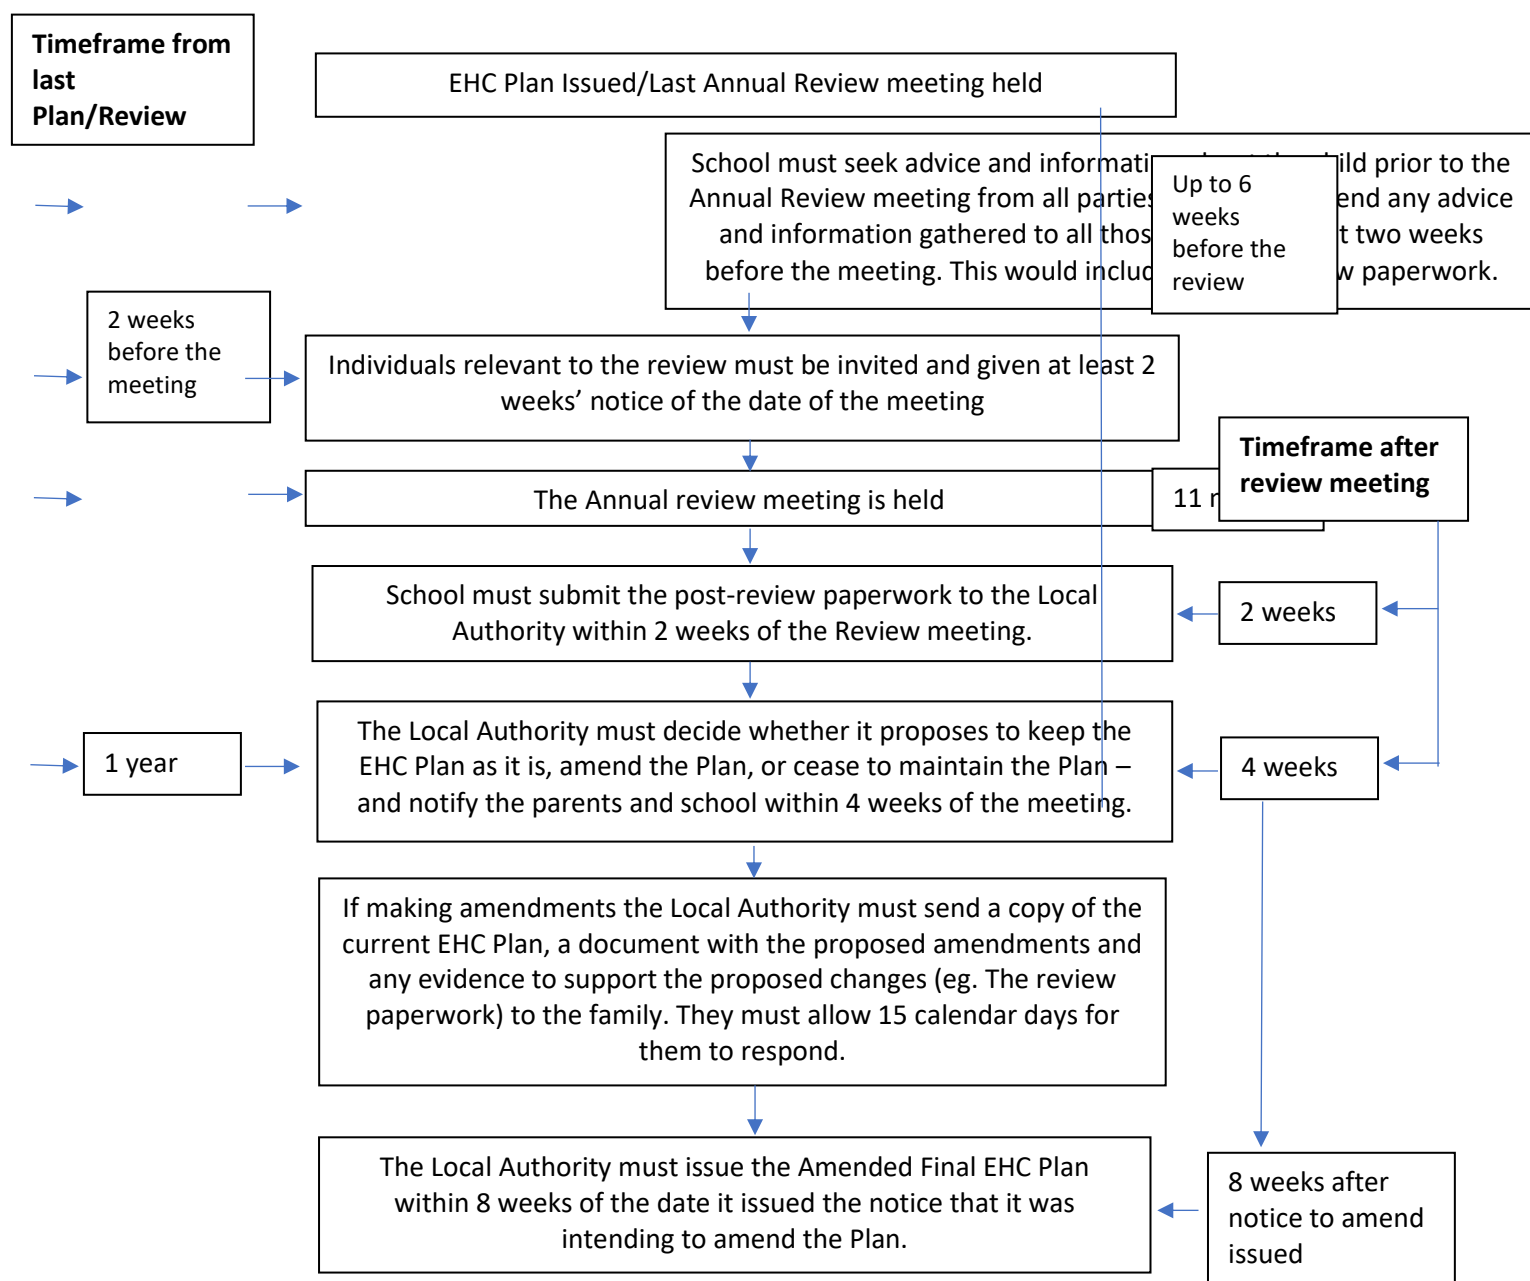 Timeframe from
last
Plan/Review
EHC Plan Issued/Last Annual Review meeting held
School must seek advice and informati ild prior to the
Annual Review meeting from all parties end any advice
and information gathered to all thos t two weeks
before the meeting. This would includ w paperwork.
Up to 6
weeks
before the
review
2 weeks
before the
meeting
Individuals relevant to the review must be invited and given at least 2
weeks’ notice of the date of the meeting
Timeframe after
review meeting
The Annual review meeting is held
11
School must submit the post-review paperwork to the Local
Authority within 2 weeks of the Review meeting.
2 weeks
1 year
The Local Authority must decide whether it proposes to keep the
EHC Plan as it is, amend the Plan, or cease to maintain the Plan –
and notify the parents and school within 4 weeks of the meeting.
4 weeks
If making amendments the Local Authority must send a copy of the
current EHC Plan, a document with the proposed amendments and
any evidence to support the proposed changes (eg. The review
paperwork) to the family. They must allow 15 calendar days for
them to respond.
The Local Authority must issue the Amended Final EHC Plan
within 8 weeks of the date it issued the notice that it was
intending to amend the Plan.
8 weeks after
notice to amend
issued